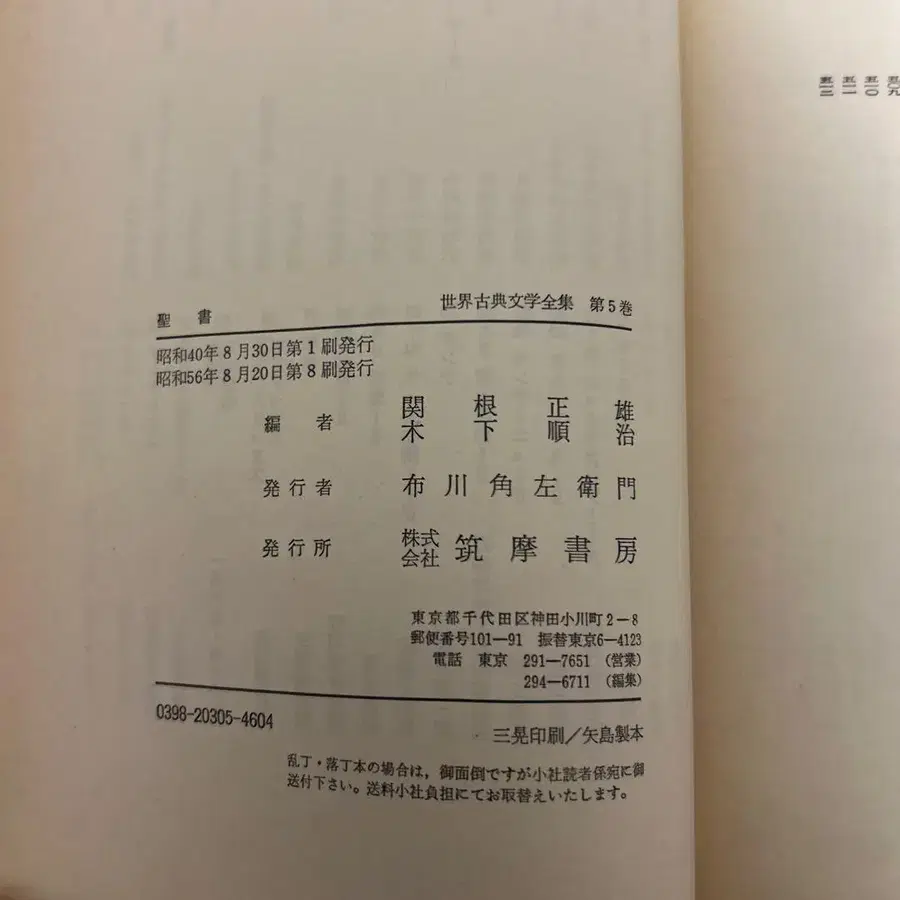 聖書 世界古典文学全集 第5巻
昭和40年8月30日第1刷発行
昭和56年8月20日第8刷発行
編者 関根正雄
木下順治
発行者 布川角左衛門
発行所 株式会社 筑摩書房
東京都千代田区神田小川町2―8
郵便番号101―91 振替東京6―4123
電話 東京 291―7651 (営業)
294―6711 (編集)
0398-20305-4604
三晃印刷/矢島製本
乱丁・落丁本の場合は,御面倒ですが小社読者係宛に御
送付下さい。送料小社負担にてお取替えいたします。